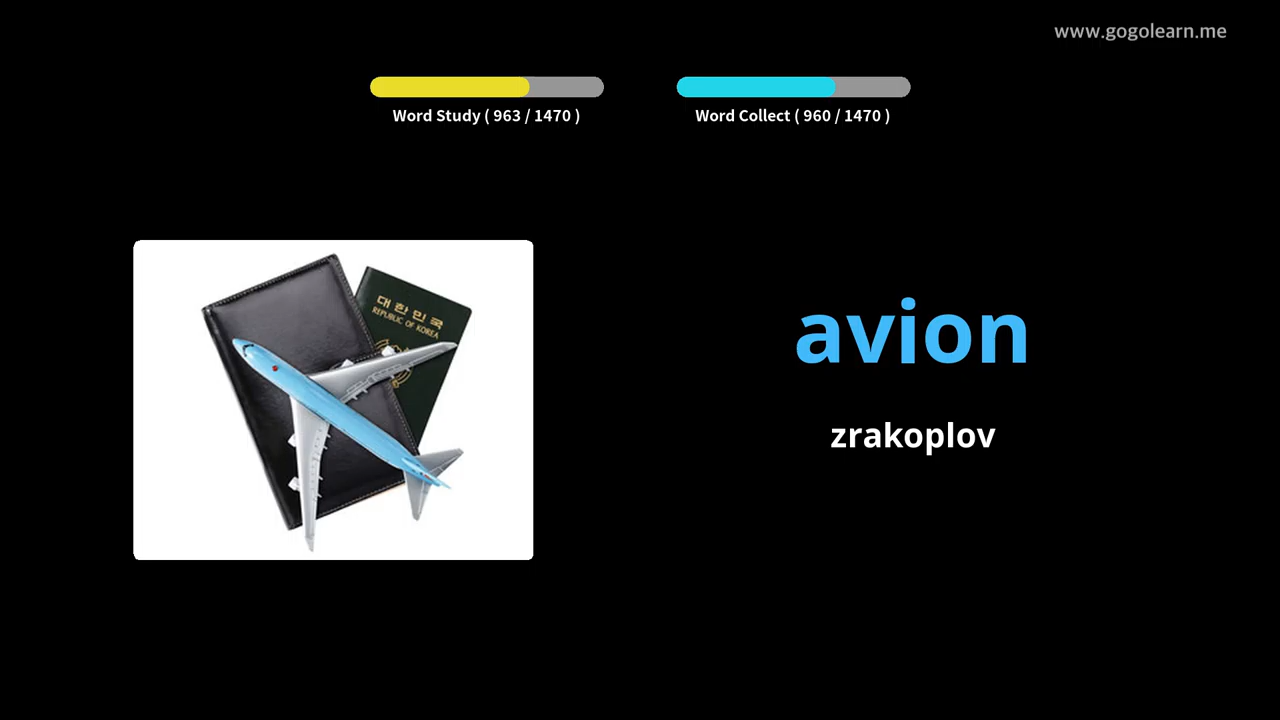 www.gogolearn.me
Word Study ( 963 / 1470 )
Word Collect ( 960 / 1470 )
대한민국
REPUBLIC OF KOREA
avion
zrakoplov